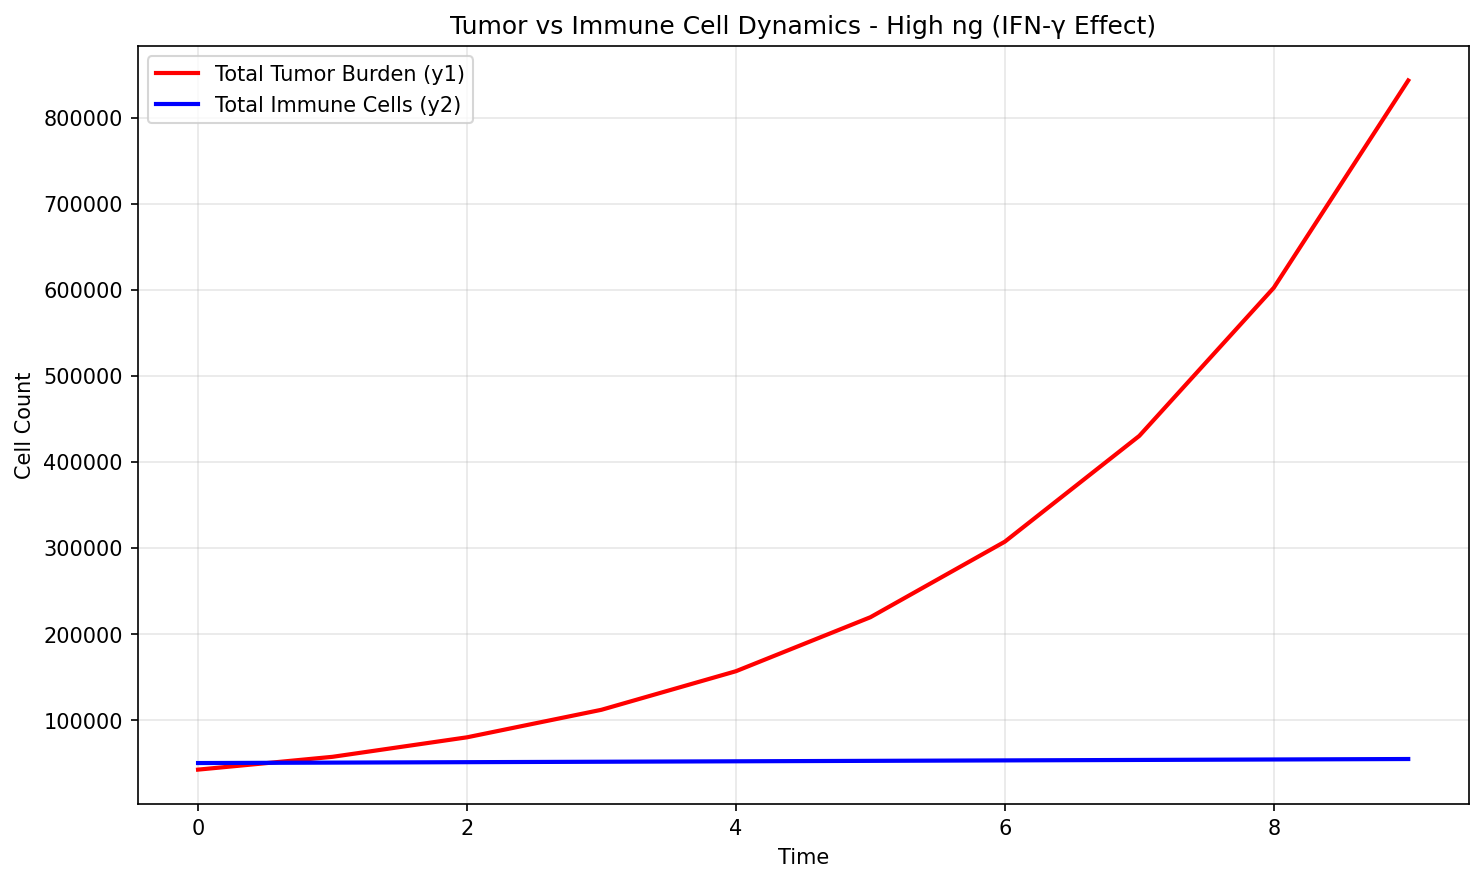 Tumor vs Immune Cell Dynamics - High ng (IFN-γ Effect)
Total Tumor Burden (y1)
Total Immune Cells (y2)
800000
700000
600000
500000
400000
300000
200000
100000
Cell Count
0 2 4 6 8
Time